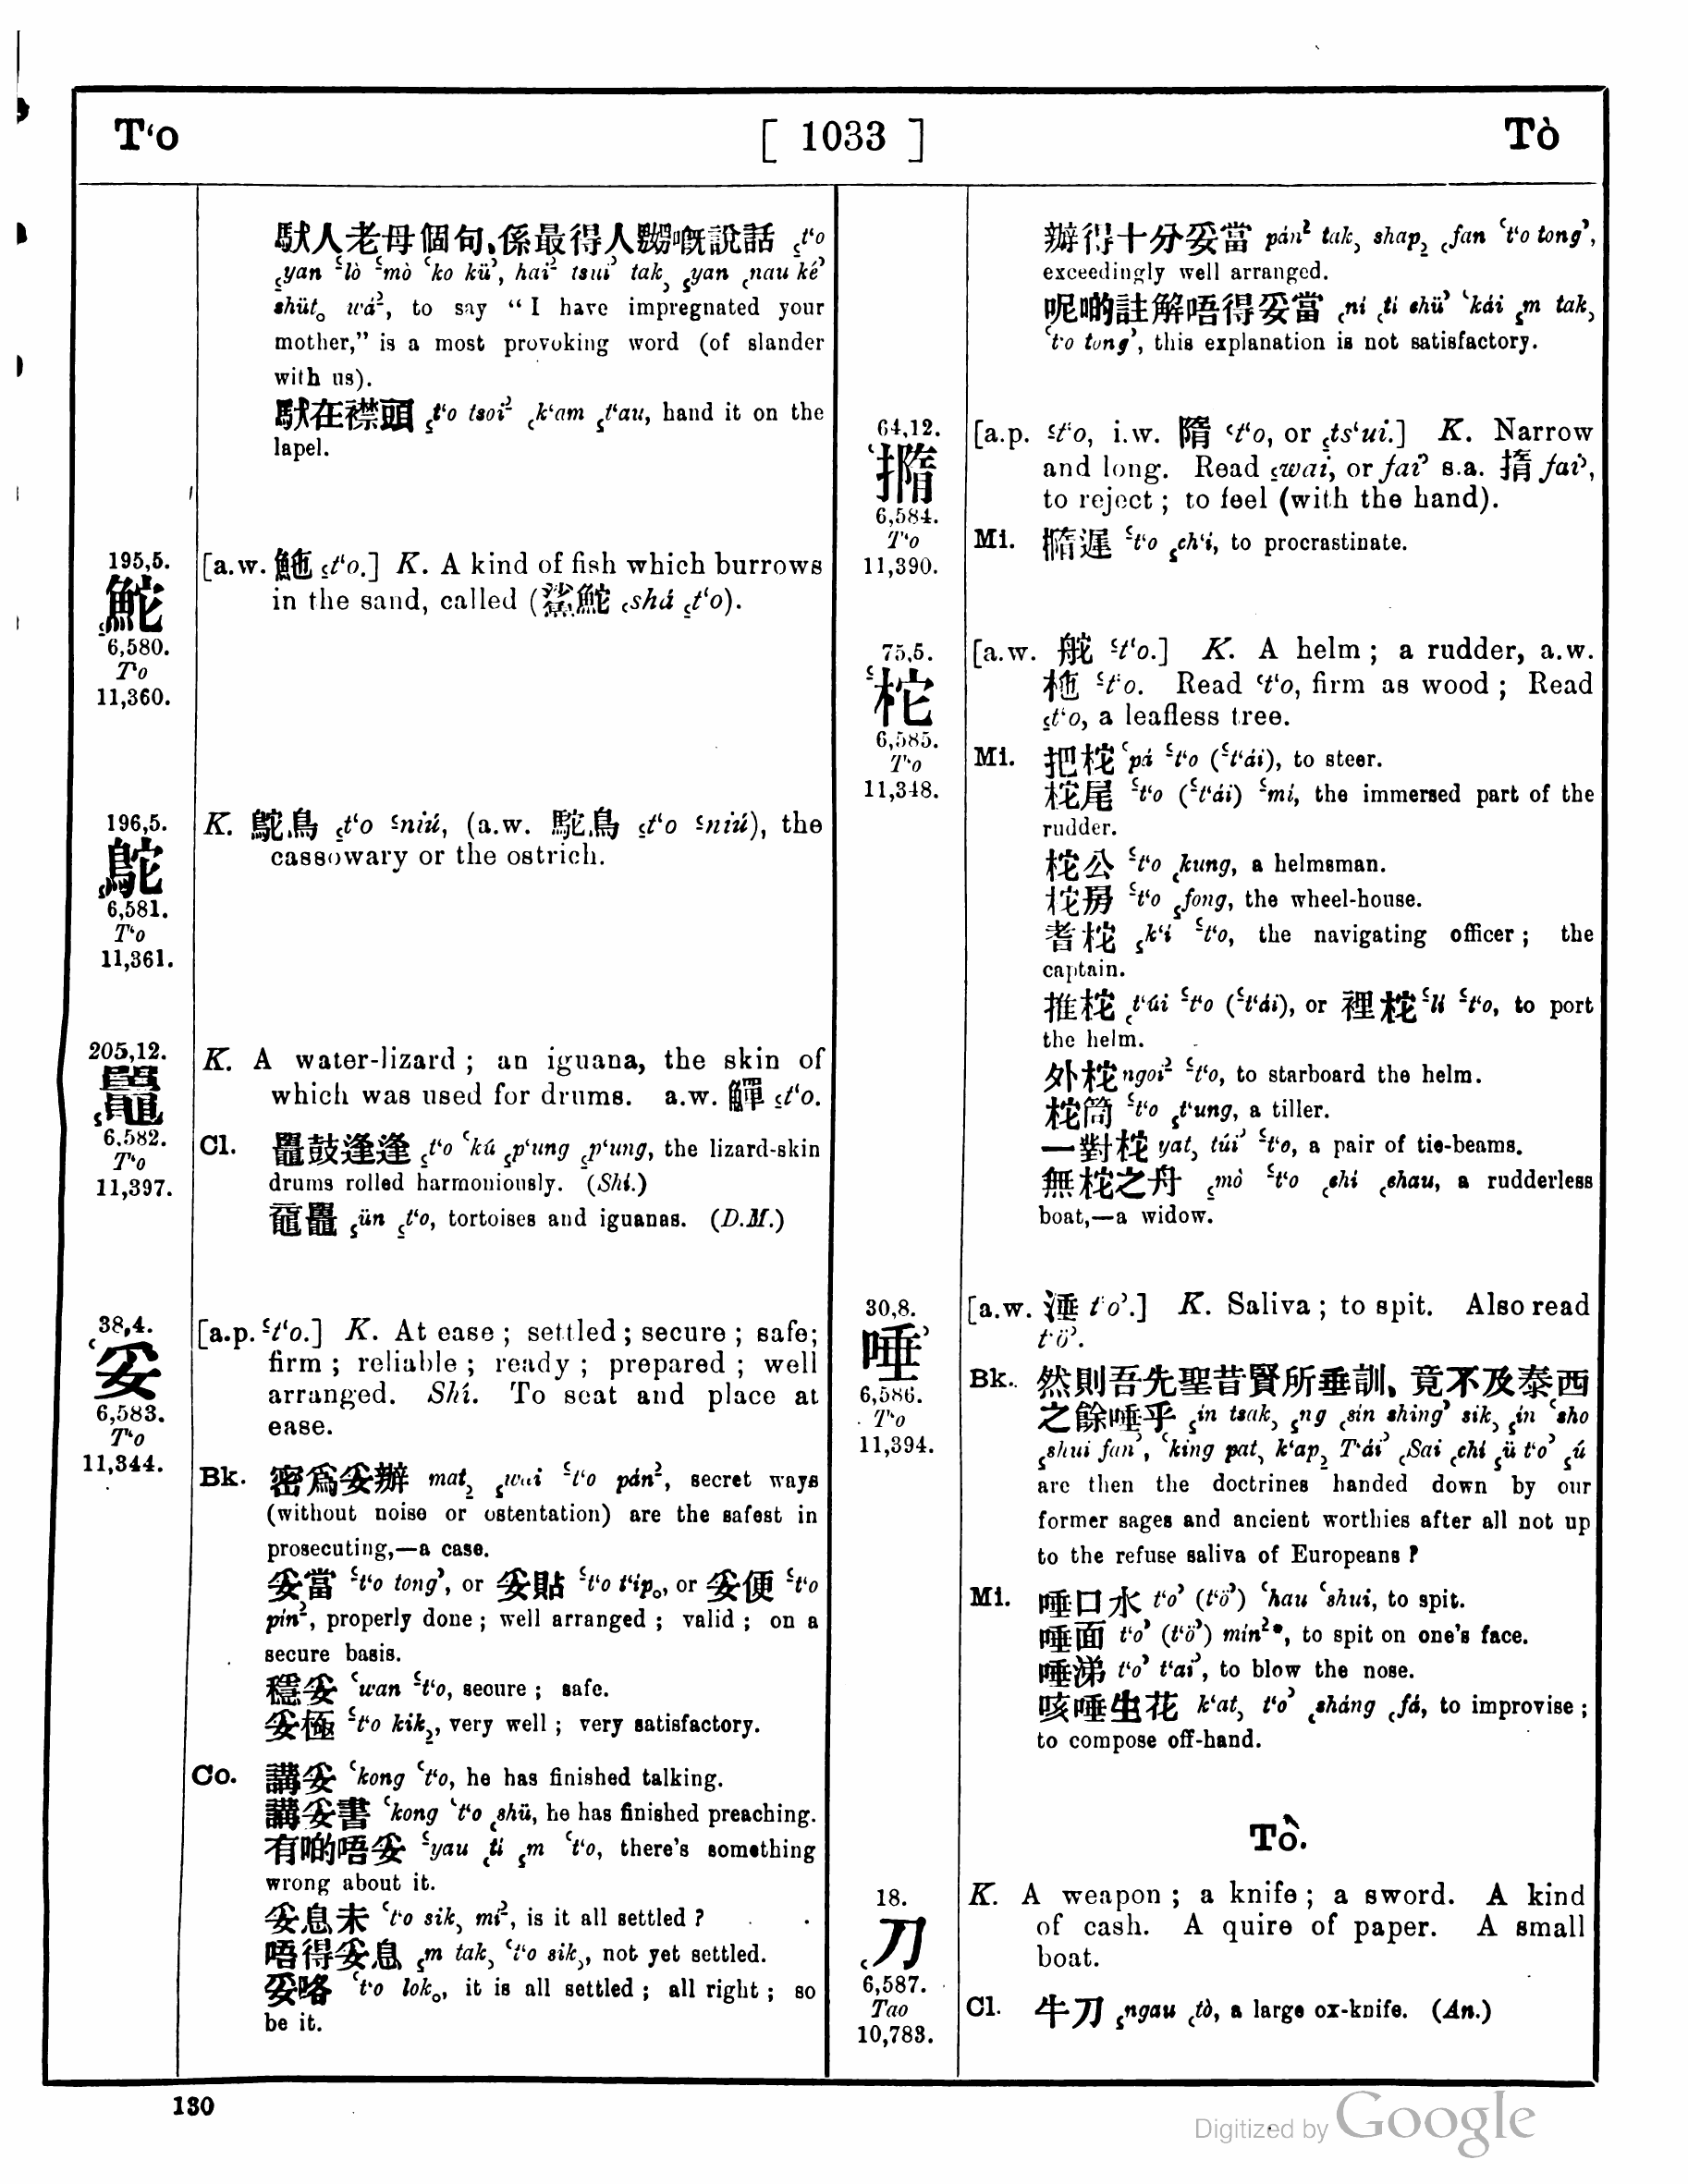 T‘o
[ 1033 ]
Tò
馱人老母個句、係最得人嬲嘅說話 ꜁t‘o
꜁yan ꜃lò ꜃mò ꜂ko kü꜄, hai꜅ tsui꜄ tak꜆ ꜁yan ꜀nau ké꜄
shüt꜀ wá꜅, to say “I have impregnated your
mother,” is a most provoking word (of slander
with us).
馱在襟頭 ꜁t‘o tsoi꜅ ꜀k‘am ꜁t‘au, hand it on the
lapel.
195,5.
鮀
6,580.
T‘o
11,360.
[a.w. 鮑 ꜁t‘o.] K. A kind of fish which burrows
in the sand, called (鯊鮀 ꜀shá ꜁t‘o).
196,5.
鴕
6,581.
T‘o
11,361.
K. 鴕鳥 ꜁t‘o ꜃niú, (a.w. 駝鳥 ꜁t‘o ꜃niú), the
cassowary or the ostrich.
205,12.
鼉
6,582.
T‘o
11,397.
K. A water-lizard; an iguana, the skin of
which was used for drums. a.w. 鱓 ꜁t‘o.
Cl. 鼉鼓逢逢 ꜁t‘o ꜂kú ꜁p‘ung ꜁p‘ung, the lizard-skin
drums rolled harmoniously. (Shí.)
黿鼉 ꜁ün ꜁t‘o, tortoises and iguanas. (D.M.)
38,4.
妥
6,583.
T‘o
11,344.
[a.p. ꜃t‘o.] K. At ease; settled; secure; safe;
firm; reliable; ready; prepared; well
arranged. Shí. To seat and place at
ease.
Bk. 密爲妥辦 mat꜇ ꜁wai ꜃t‘o pán꜅, secret ways
(without noise or ostentation) are the safest in
prosecuting,—a case.
妥當 ꜃t‘o tong꜄, or 妥貼 ꜃t‘o t‘ip꜀, or 妥便 ꜃t‘o
pín꜅, properly done; well arranged; valid; on a
secure basis.
穩妥 ꜂wan ꜃t‘o, secure; safe.
妥極 ꜃t‘o kik꜇, very well; very satisfactory.
Co. 講妥 ꜂kong ꜂t‘o, he has finished talking.
講妥書 ꜂kong ꜂t‘o ꜀shü, he has finished preaching.
有啲唔妥 ꜃yau ꜀ti ꜁m ꜂t‘o, there’s something
wrong about it.
妥息未 ꜂t‘o sik꜆ mí꜅, is it all settled?
唔得妥息 ꜁m tak꜆ ꜂t‘o sik꜆, not yet settled.
妥咯 ꜂t‘o lok꜀, it is all settled; all right; so
be it.
辦得十分妥當 pán² tak꜆ shap꜇ ꜀fan ꜂t‘o tong꜄,
exceedingly well arranged.
呢啲註解唔得妥當 ꜀ni ꜀ti chü꜄ ꜂kái ꜁m tak꜆
꜂t‘o tong꜄, this explanation is not satisfactory.
64,12.
撱
6,584.
T‘o
11,390.
[a.p. ꜃t‘o, i.w. 隋 ꜂t‘o, or ꜁ts‘ui.] K. Narrow
and long. Read ꜁wai, or fai꜄ s.a. 㨊 fai꜄,
to reject; to feel (with the hand).
Mi. 撱遲 ꜃t‘o ꜁ch‘i, to procrastinate.
75,5.
柁
6,585.
T‘o
11,348.
[a.w. 舵 ꜃t‘o.] K. A helm; a rudder, a.w.
杝 ꜃t‘o. Read ꜂t‘o, firm as wood; Read
꜁t‘o, a leafless tree.
Mi. 把柁 ꜂pá ꜃t‘o (꜃t‘ái), to steer.
柁尾 ꜃t‘o (꜃t‘ái) ꜃mí, the immersed part of the
rudder.
柁公 ꜃t‘o ꜀kung, a helmsman.
柁房 ꜃t‘o ꜁fong, the wheel-house.
耆柁 ꜁k‘i ꜃t‘o, the navigating officer; the
captain.
推柁 ꜀t‘úi ꜃t‘o (꜃t‘ái), or 裡柁 ꜃lí ꜃t‘o, to port
the helm.
外柁 ngoi² ꜃t‘o, to starboard the helm.
柁筒 ꜃t‘o ꜁t‘ung, a tiller.
一對柁 yat꜆ túi꜄ ꜃t‘o, a pair of tie-beams.
無柁之舟 ꜁mò ꜃t‘o ꜀chí ꜀chau, a rudderless
boat,—a widow.
30,8.
唾
6,586.
T‘o
11,394.
[a.w. 涶 t‘o꜄.] K. Saliva; to spit. Also read
t‘ö꜄.
Bk. 然則吾先聖昔賢所垂訓、竟不及泰西
之餘唾乎 ꜁ín tsak꜆ ꜁ng ꜀sín shing꜄ sik꜆ ꜁ín ꜂sho
꜁shui fan꜄, ꜂king pat꜆ k‘ap꜇ T‘ái꜄ ꜀Sai ꜀chí ꜁ü t‘o꜄ ꜁ú
are then the doctrines handed down by our
former sages and ancient worthies after all not up
to the refuse saliva of Europeans?
Mi. 唾口水 t‘o꜄ (t‘ö꜄) ꜂hau ꜂shui, to spit.
唾面 t‘o꜄ (t‘ö꜄) mín²*, to spit on one’s face.
唾涕 t‘o꜄ t‘ai꜄, to blow the nose.
咳唾生花 k‘at꜆ t‘o꜄ ꜀sháng ꜀fá, to improvise;
to compose off-hand.
Tò.
18.
刀
6,587.
Tao
10,783.
K. A weapon; a knife; a sword. A kind
of cash. A quire of paper. A small
boat.
Cl. 牛刀 ꜁ngau ꜀tò, a large ox-knife. (An.)
130
Digitized by Google